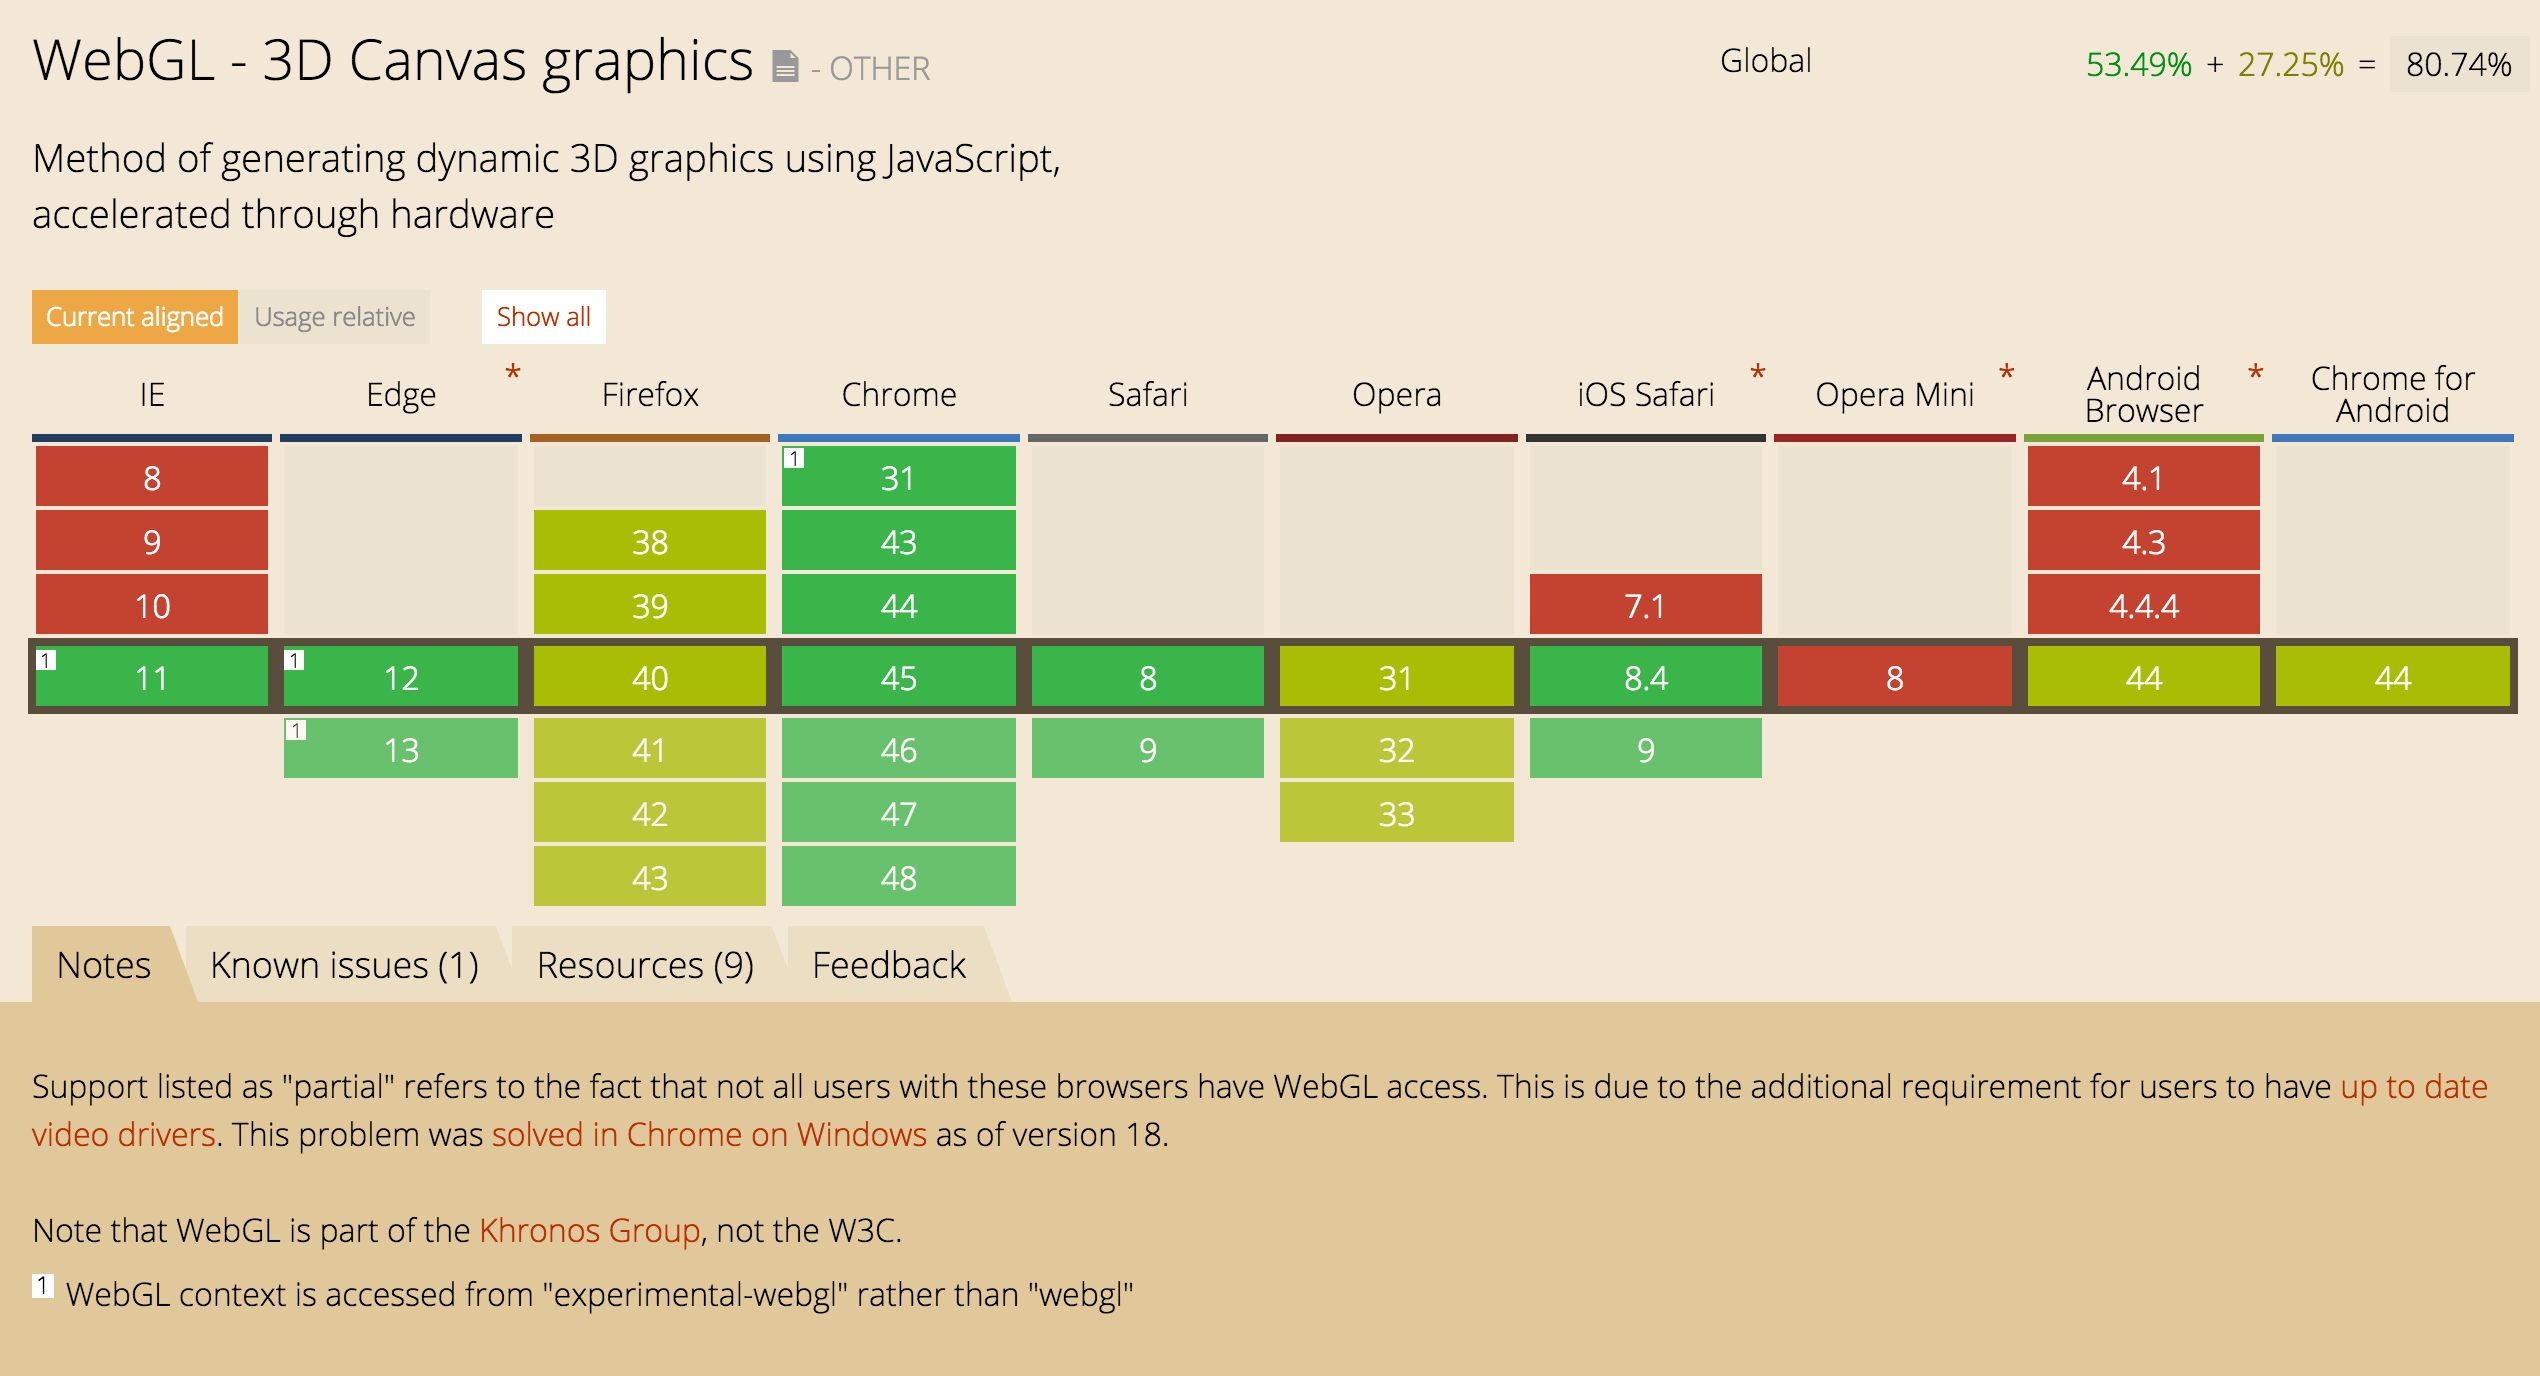 WebGL - 3D Canvas graphics - OTHER
Global 53.49% + 27.25% = 80.74%
Method of generating dynamic 3D graphics using JavaScript,
accelerated through hardware
Current aligned Usage relative Show all
IE Edge * Firefox Chrome Safari Opera iOS Safari * Opera Mini * Android Browser * Chrome for Android
8 1 31 4.1
9 38 43 4.3
10 39 44 7.1 4.4.4
1 11 1 12 40 45 8 31 8.4 8 44 44
1 13 41 46 9 32 9
42 47 33
43 48
Notes Known issues (1) Resources (9) Feedback
Support listed as "partial" refers to the fact that not all users with these browsers have WebGL access. This is due to the additional requirement for users to have up to date
video drivers. This problem was solved in Chrome on Windows as of version 18.
Note that WebGL is part of the Khronos Group, not the W3C.
1 WebGL context is accessed from "experimental-webgl" rather than "webgl"